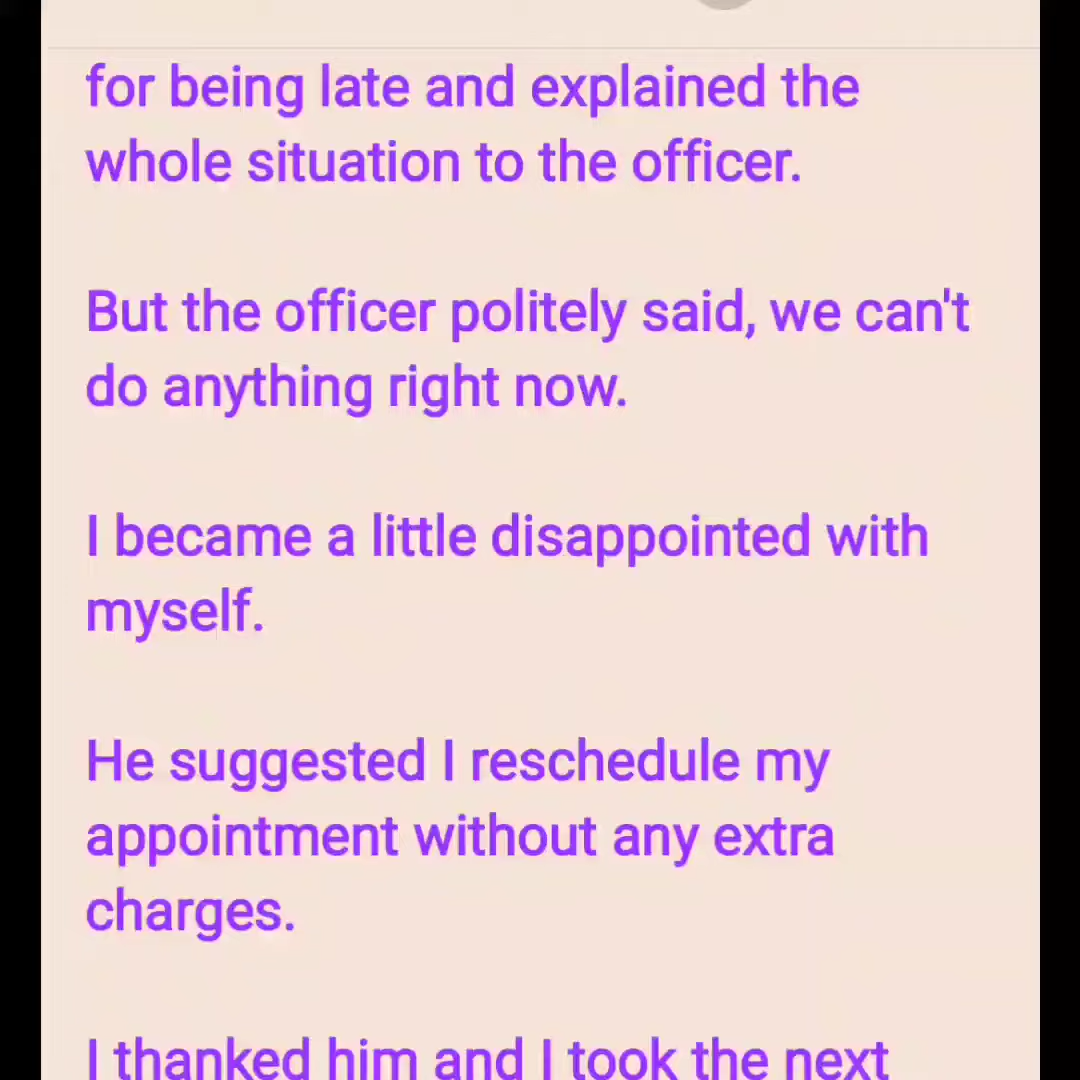 for being late and explained the
whole situation to the officer.
But the officer politely said, we can't
do anything right now.
I became a little disappointed with
myself.
He suggested I reschedule my
appointment without any extra
charges.
I thanked him and I took the next